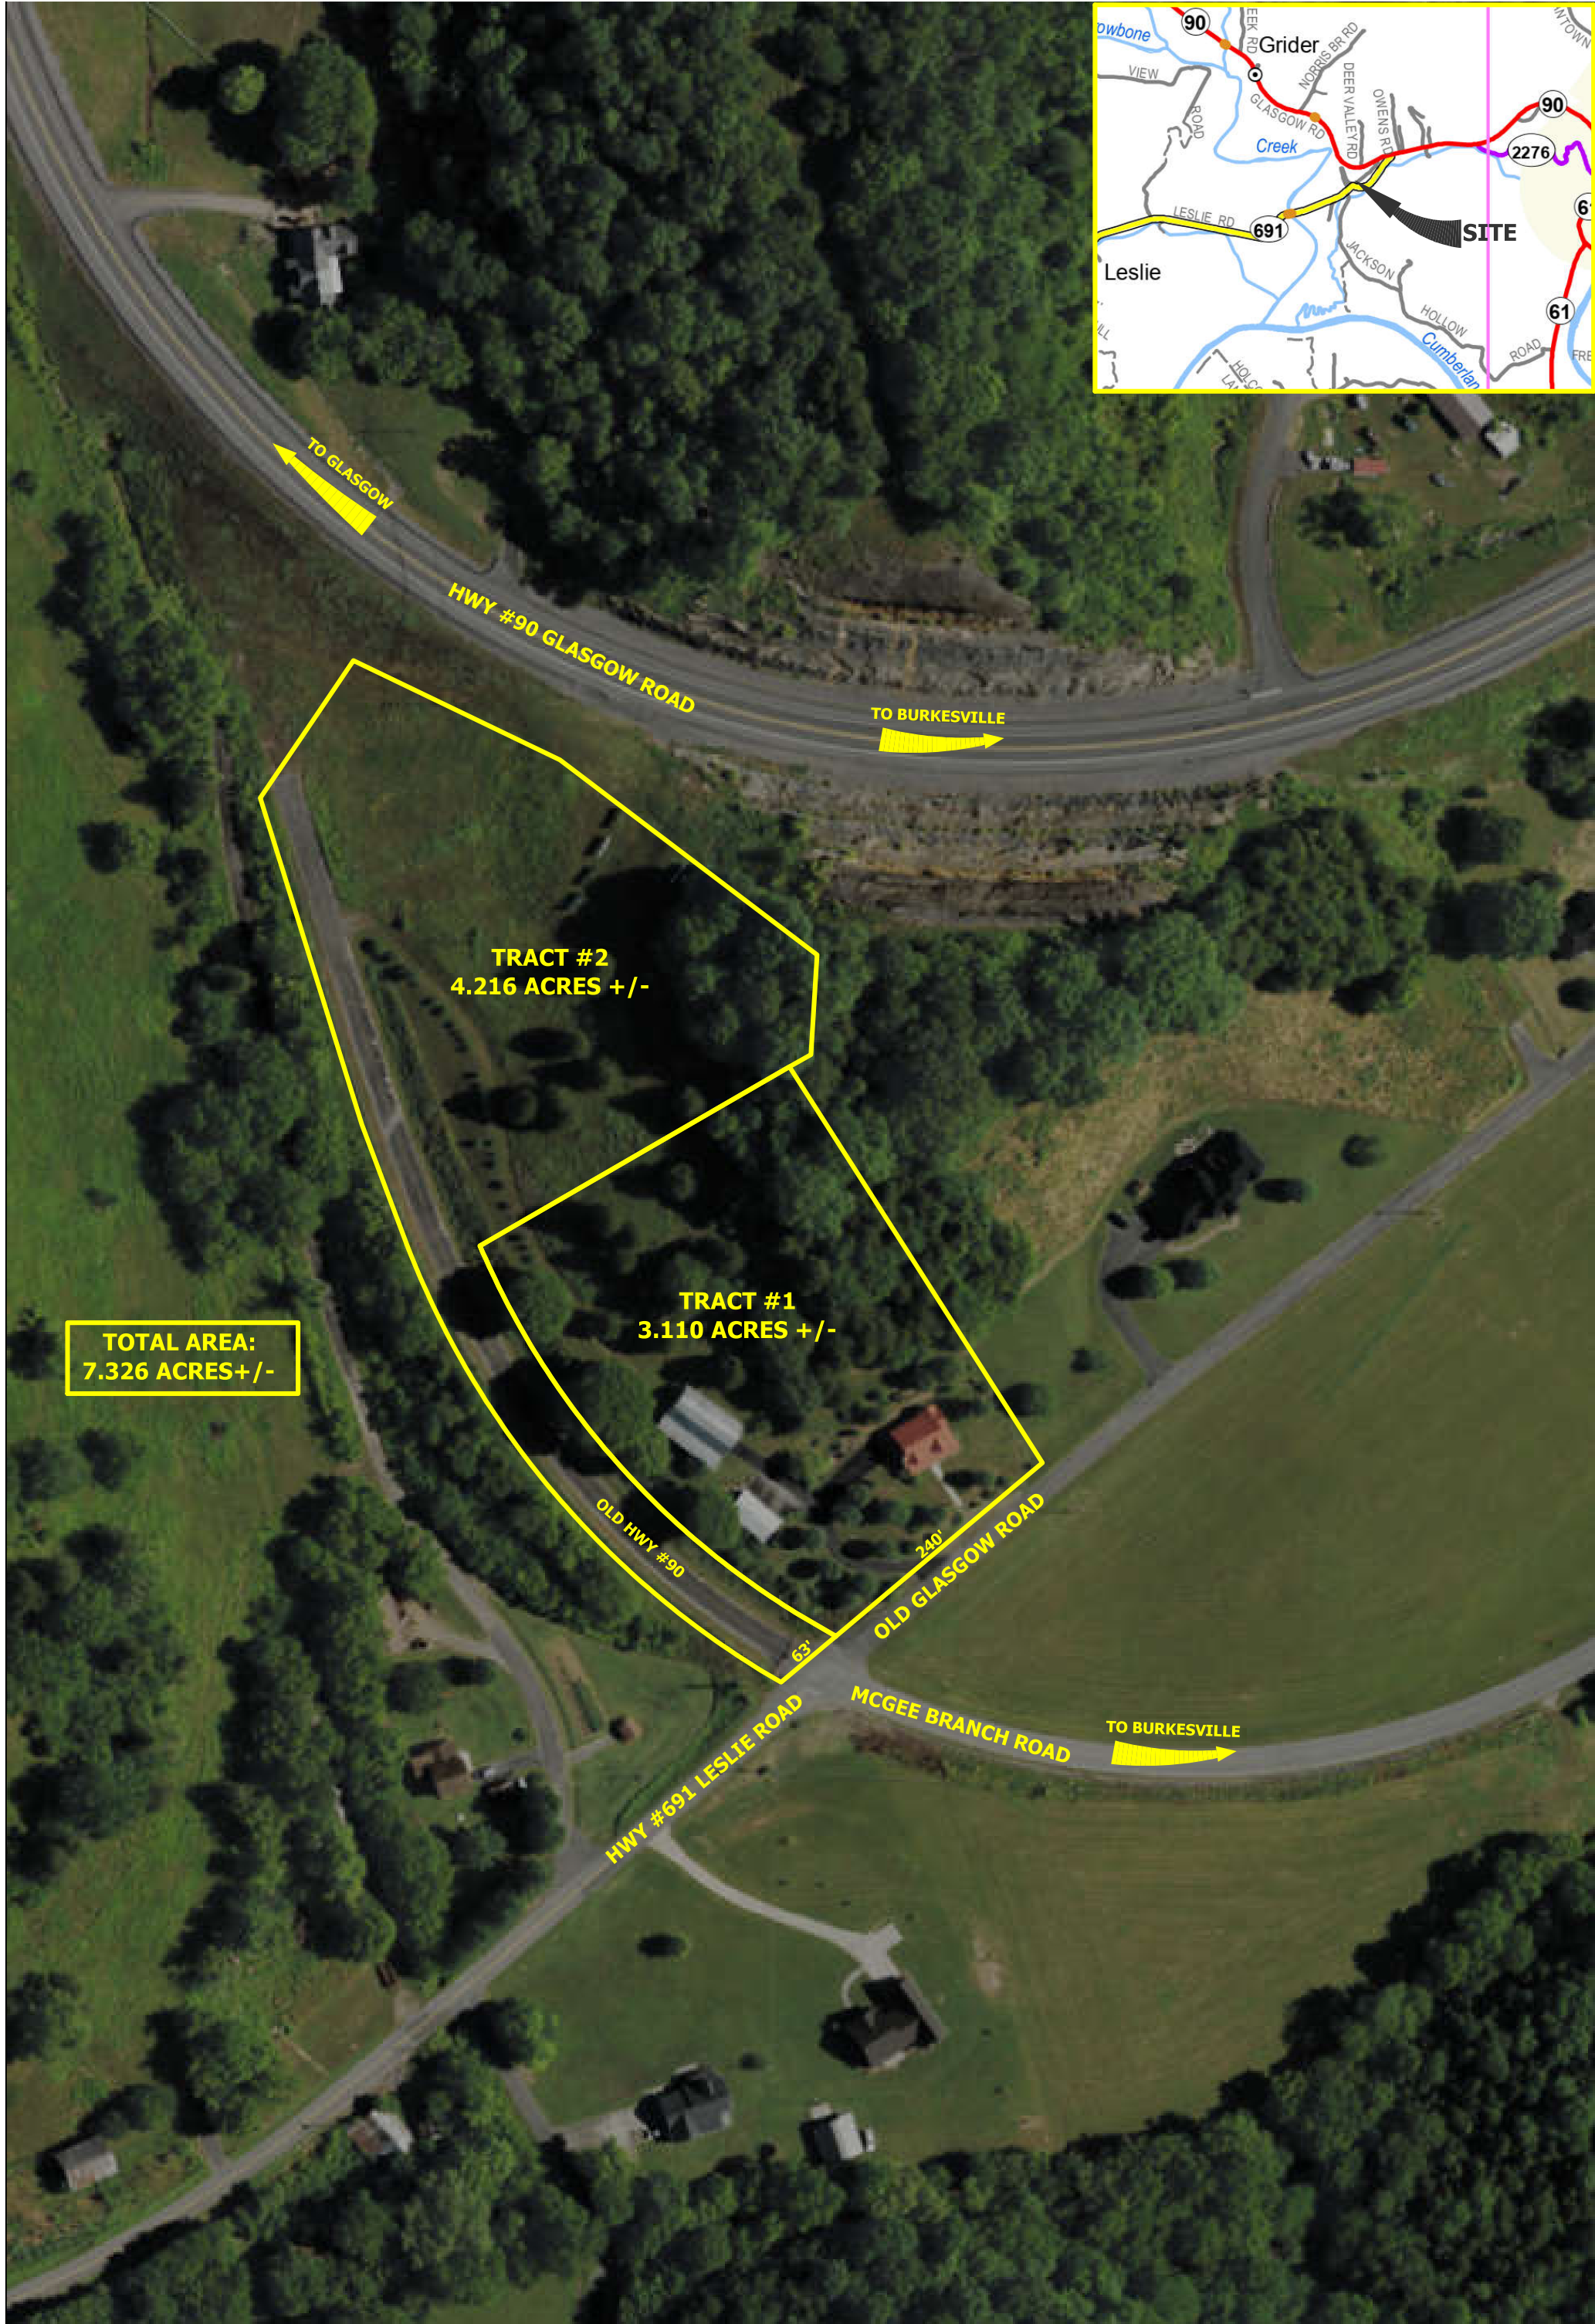 90
Grider
NORRIS BR RD
DEER VALLEY RD
OWENS RD
VIEW
ROAD
GLASGOW RD
Creek
90
2276
LESLIE RD
691
SITE
Leslie
JACKSON
HOLLOW
ROAD
61
TO GLASGOW
HWY #90 GLASGOW ROAD
TO BURKESVILLE
TRACT #2
4.216 ACRES +/-
TRACT #1
3.110 ACRES +/-
TOTAL AREA:
7.326 ACRES+/-
OLD HWY #90
240'
OLD GLASGOW ROAD
63'
MCGEE BRANCH ROAD
TO BURKESVILLE
HWY #691 LESLIE ROAD